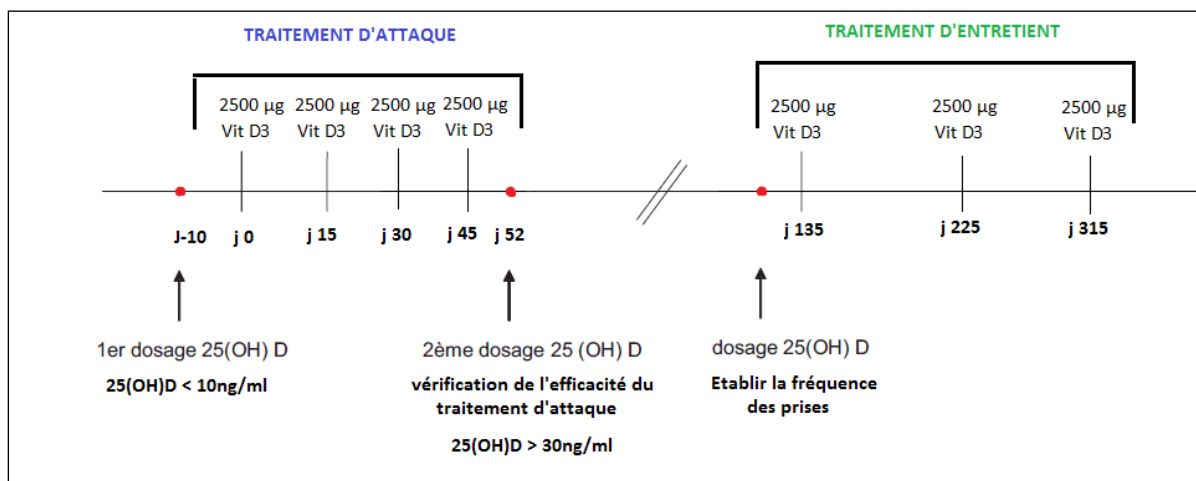 TRAITEMENT D'ATTAQUE
TRAITEMENT D'ENTRETIENT
2500 µg 2500 µg 2500 µg 2500 µg
Vit D3 Vit D3 Vit D3 Vit D3
2500 µg 2500 µg 2500 µg
Vit D3 Vit D3 Vit D3
J-10 j 0 j 15 j 30 j 45 j 52
j 135 j 225 j 315
1er dosage 25(OH) D
25(OH)D < 10ng/ml
2ème dosage 25 (OH) D
vérification de l'efficacité du
traitement d'attaque
25(OH)D > 30ng/ml
dosage 25(OH) D
Etablir la fréquence
des prises